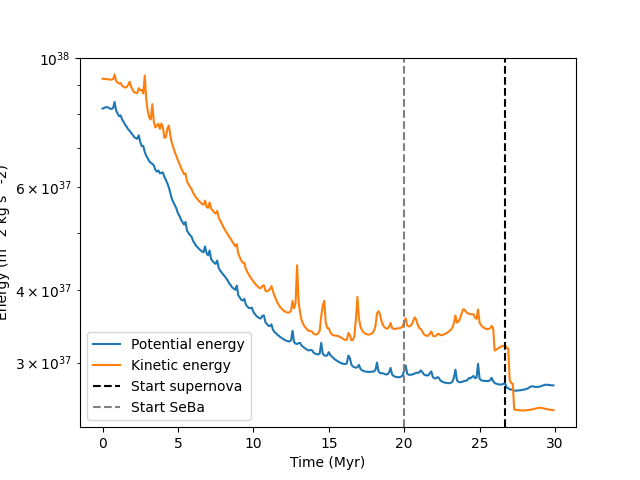 10^38
6 × 10^37
4 × 10^37
3 × 10^37
Energy (m^2 kg s^-2)
Potential energy
Kinetic energy
Start supernova
Start SeBa
0 5 10 15 20 25 30
Time (Myr)